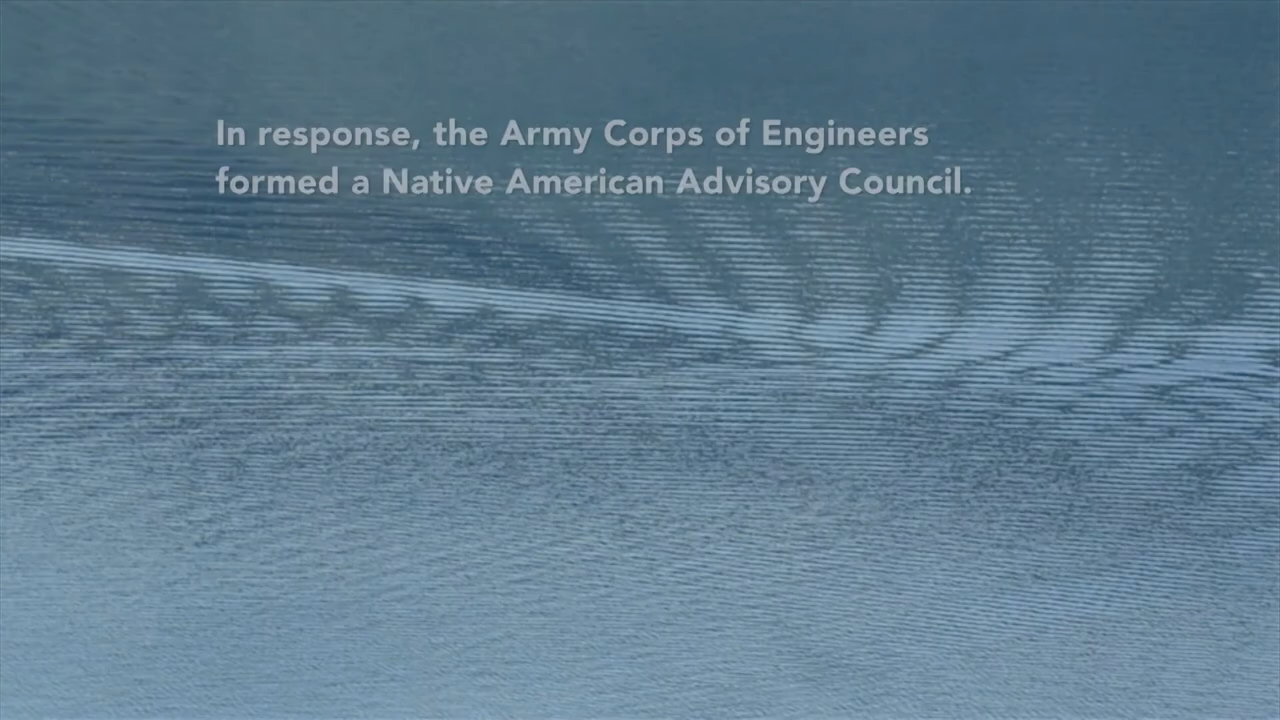 In response, the Army Corps of Engineers
formed a Native American Advisory Council.